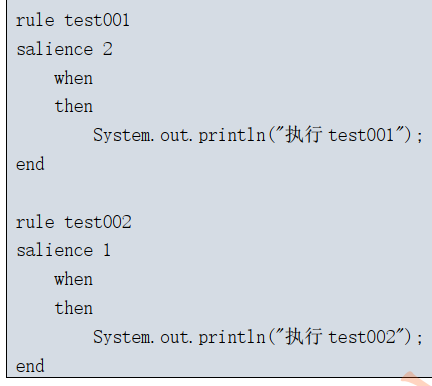 rule test001
salience 2
    when
    then
        System.out.println("执行 test001");
end

rule test002
salience 1
    when
    then
        System.out.println("执行 test002");
end